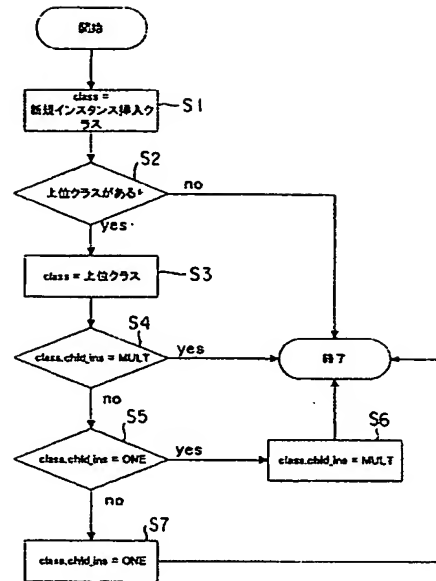 開始
class =
新規インスタンス挿入ク
ラス
S1
S2
上位クラスがある?
no
yes
class = 上位クラス
S3
S4
class.chld_ins = MULT
yes
終了
no
S5
class.chld_ins = ONE
yes
S6
class.chld_ins = MULT
no
S7
class.chld_ins = ONE